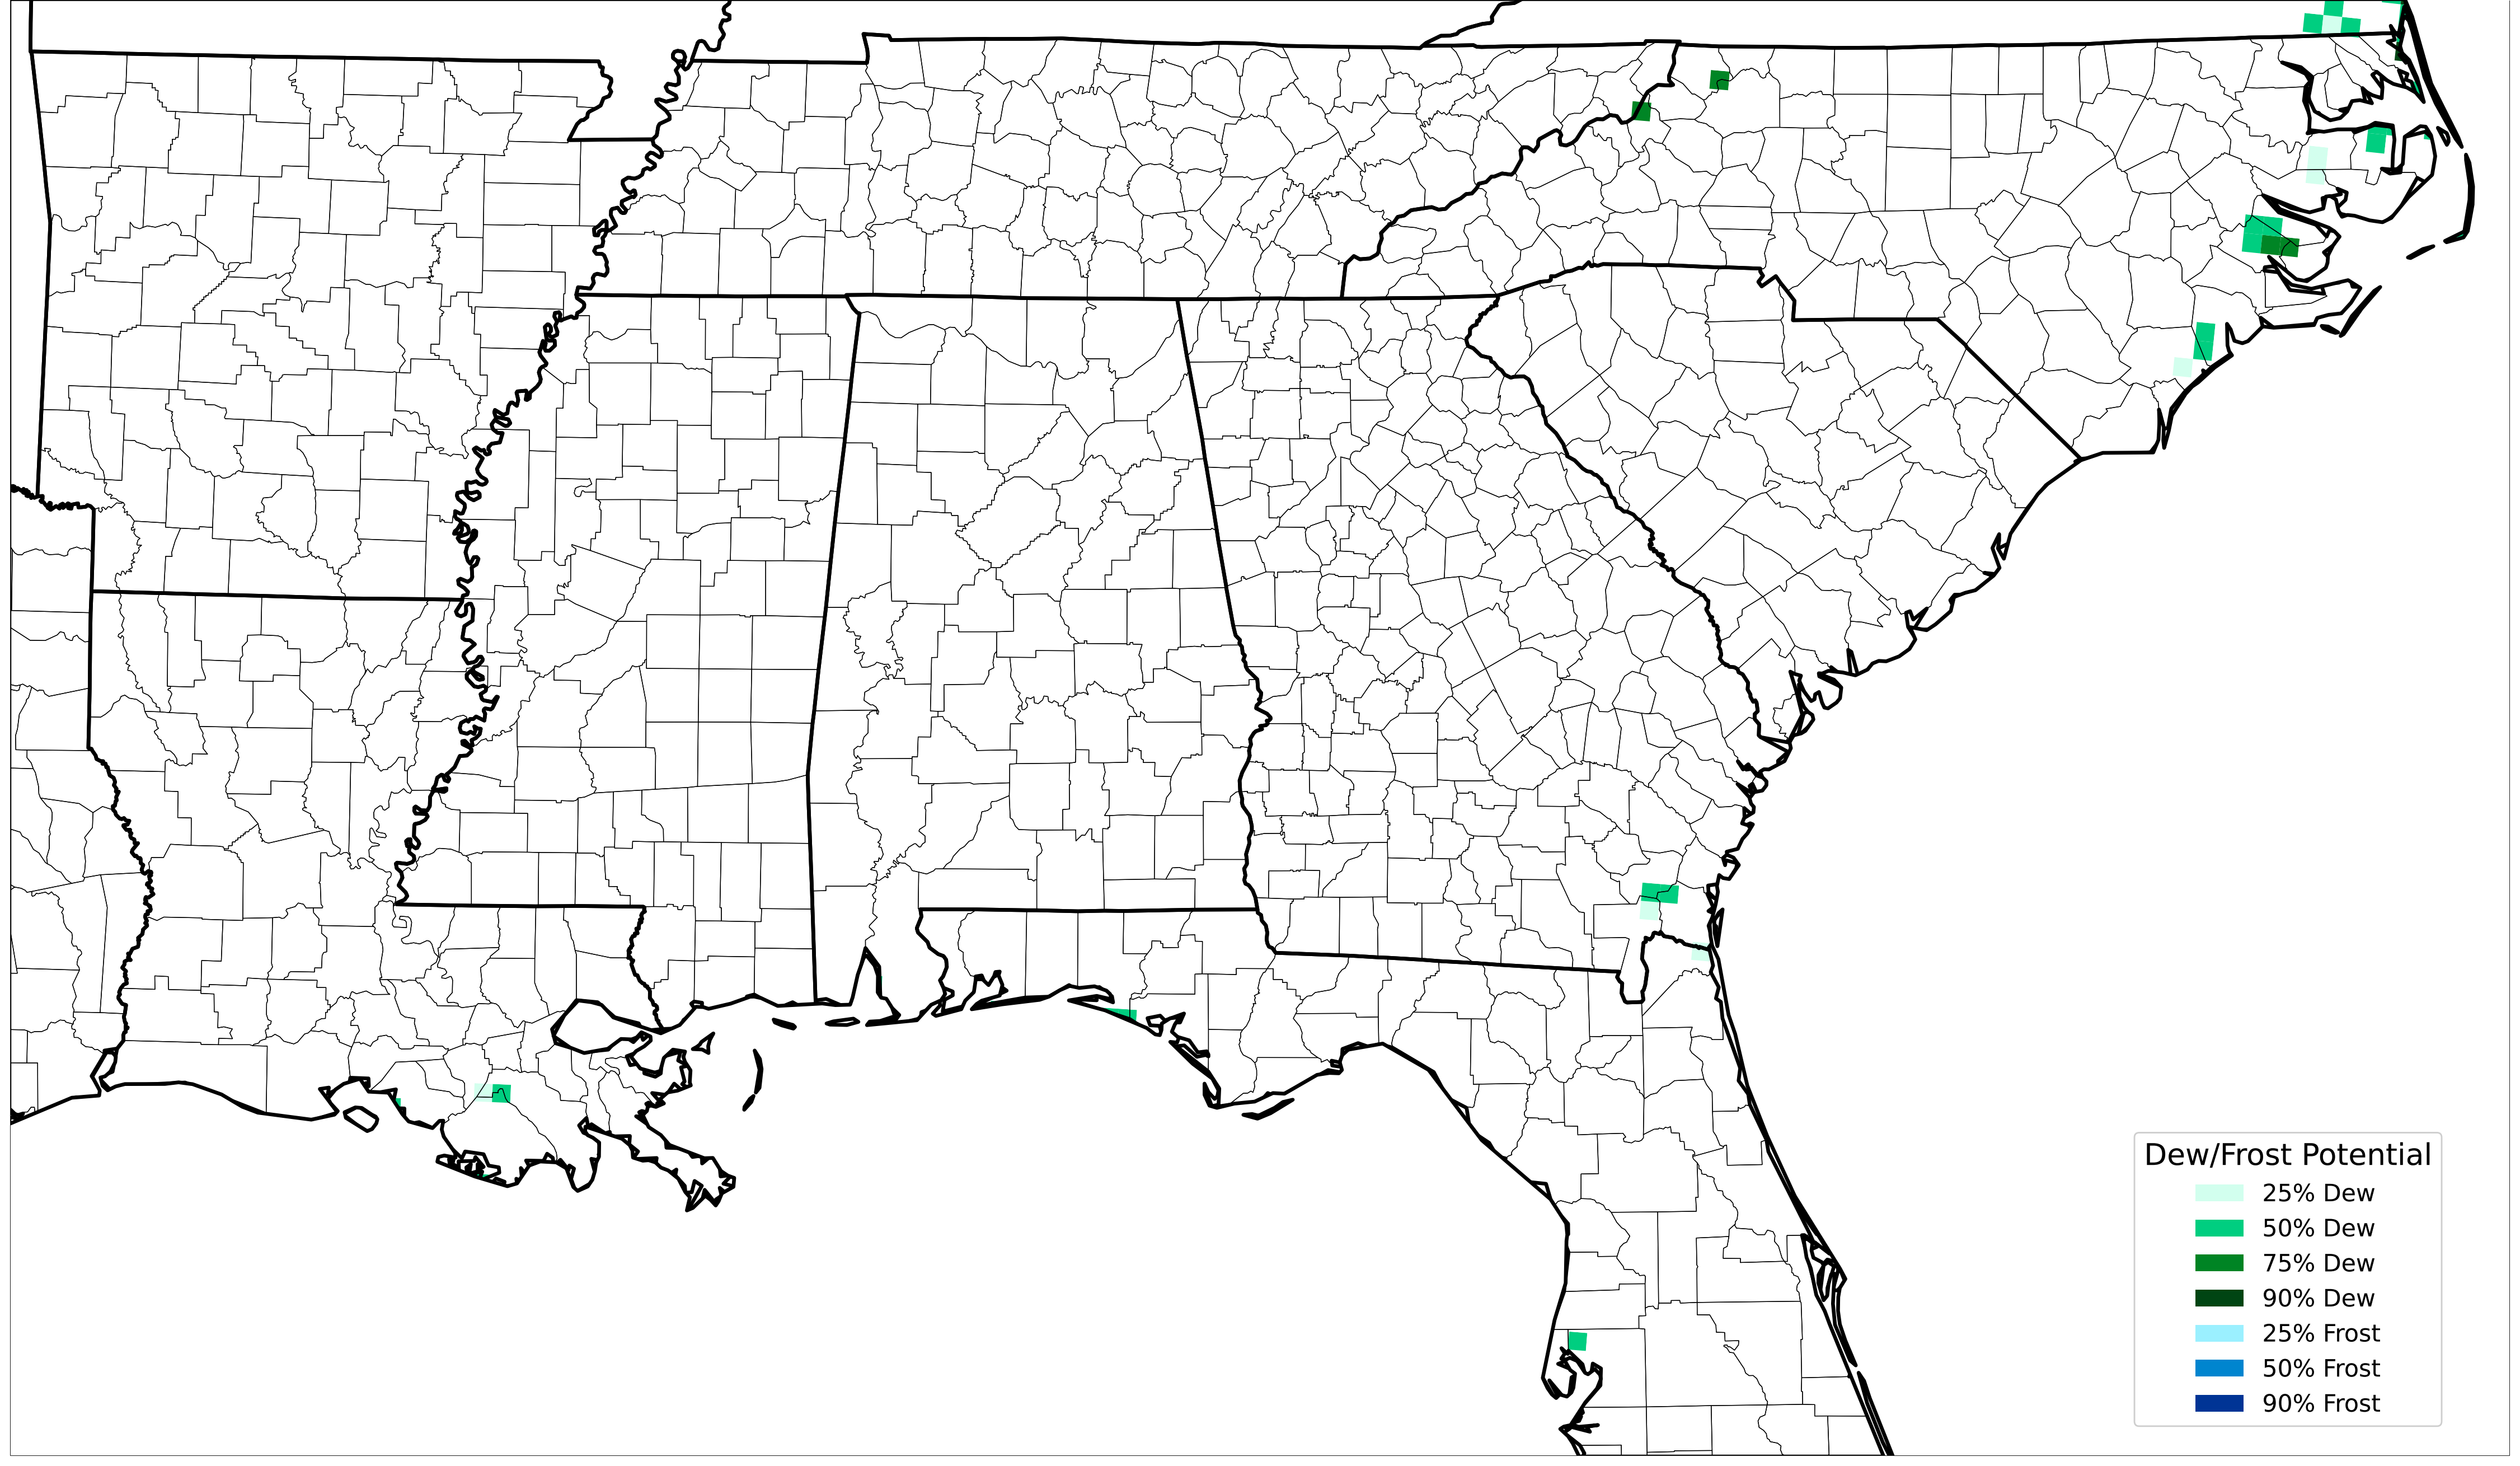 Dew/Frost Potential
25% Dew
50% Dew
75% Dew
90% Dew
25% Frost
50% Frost
90% Frost